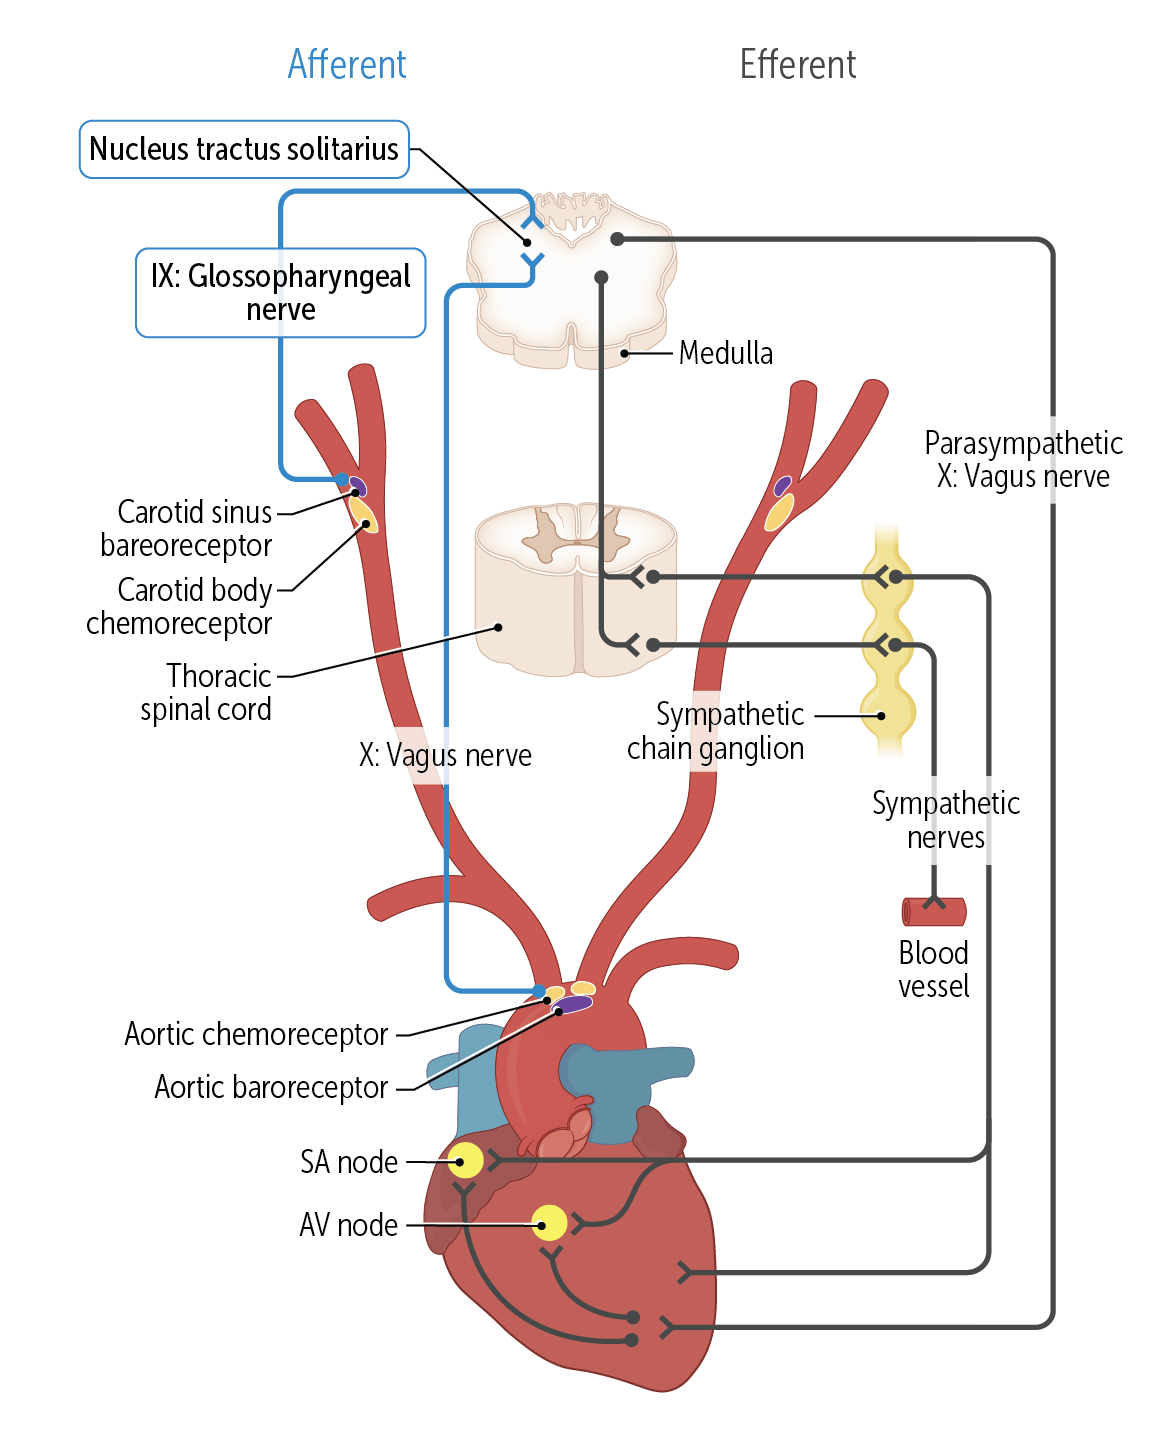 Afferent
Efferent
Nucleus tractus solitarius
IX: Glossopharyngeal
nerve
Medulla
Parasympathetic
X: Vagus nerve
Carotid sinus
bareoreceptor
Carotid body
chemoreceptor
Thoracic
spinal cord
Sympathetic
chain ganglion
X: Vagus nerve
Sympathetic
nerves
Blood
vessel
Aortic chemoreceptor
Aortic baroreceptor
SA node
AV node